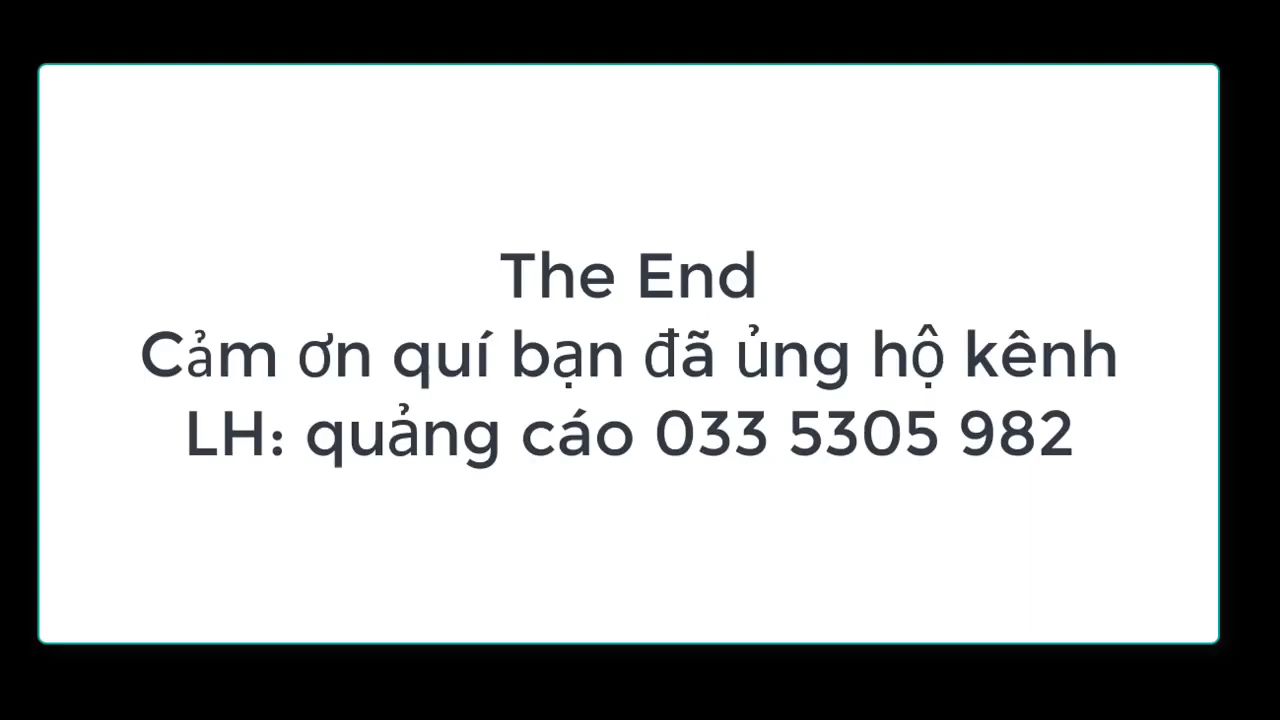 The End
Cảm ơn quí bạn đã ủng hộ kênh
LH: quảng cáo 033 5305 982